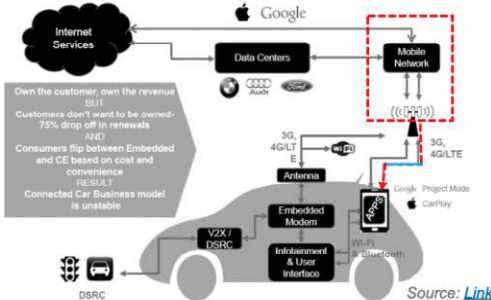 Google
Internet
Services
Data Centers
Mobile
Network
Audi
Ford
Own the customer, own the revenue
BUT
Customers don't want to be owned-
75% drop off in renewals
AND
Consumers flip between Embedded
and CE based on cost and
convenience
RESULT
Connected Car Business model
is unstable
3G,
4G/LT
E
WiFi
3G,
4G/LTE
Antenna
Google Project Mode
CarPlay
APPS
Embedded
Modem
V2X /
DSRC
Wi-Fi
& Bluetooth
Infotainment
& User
Interface
DSRC
Source: Link